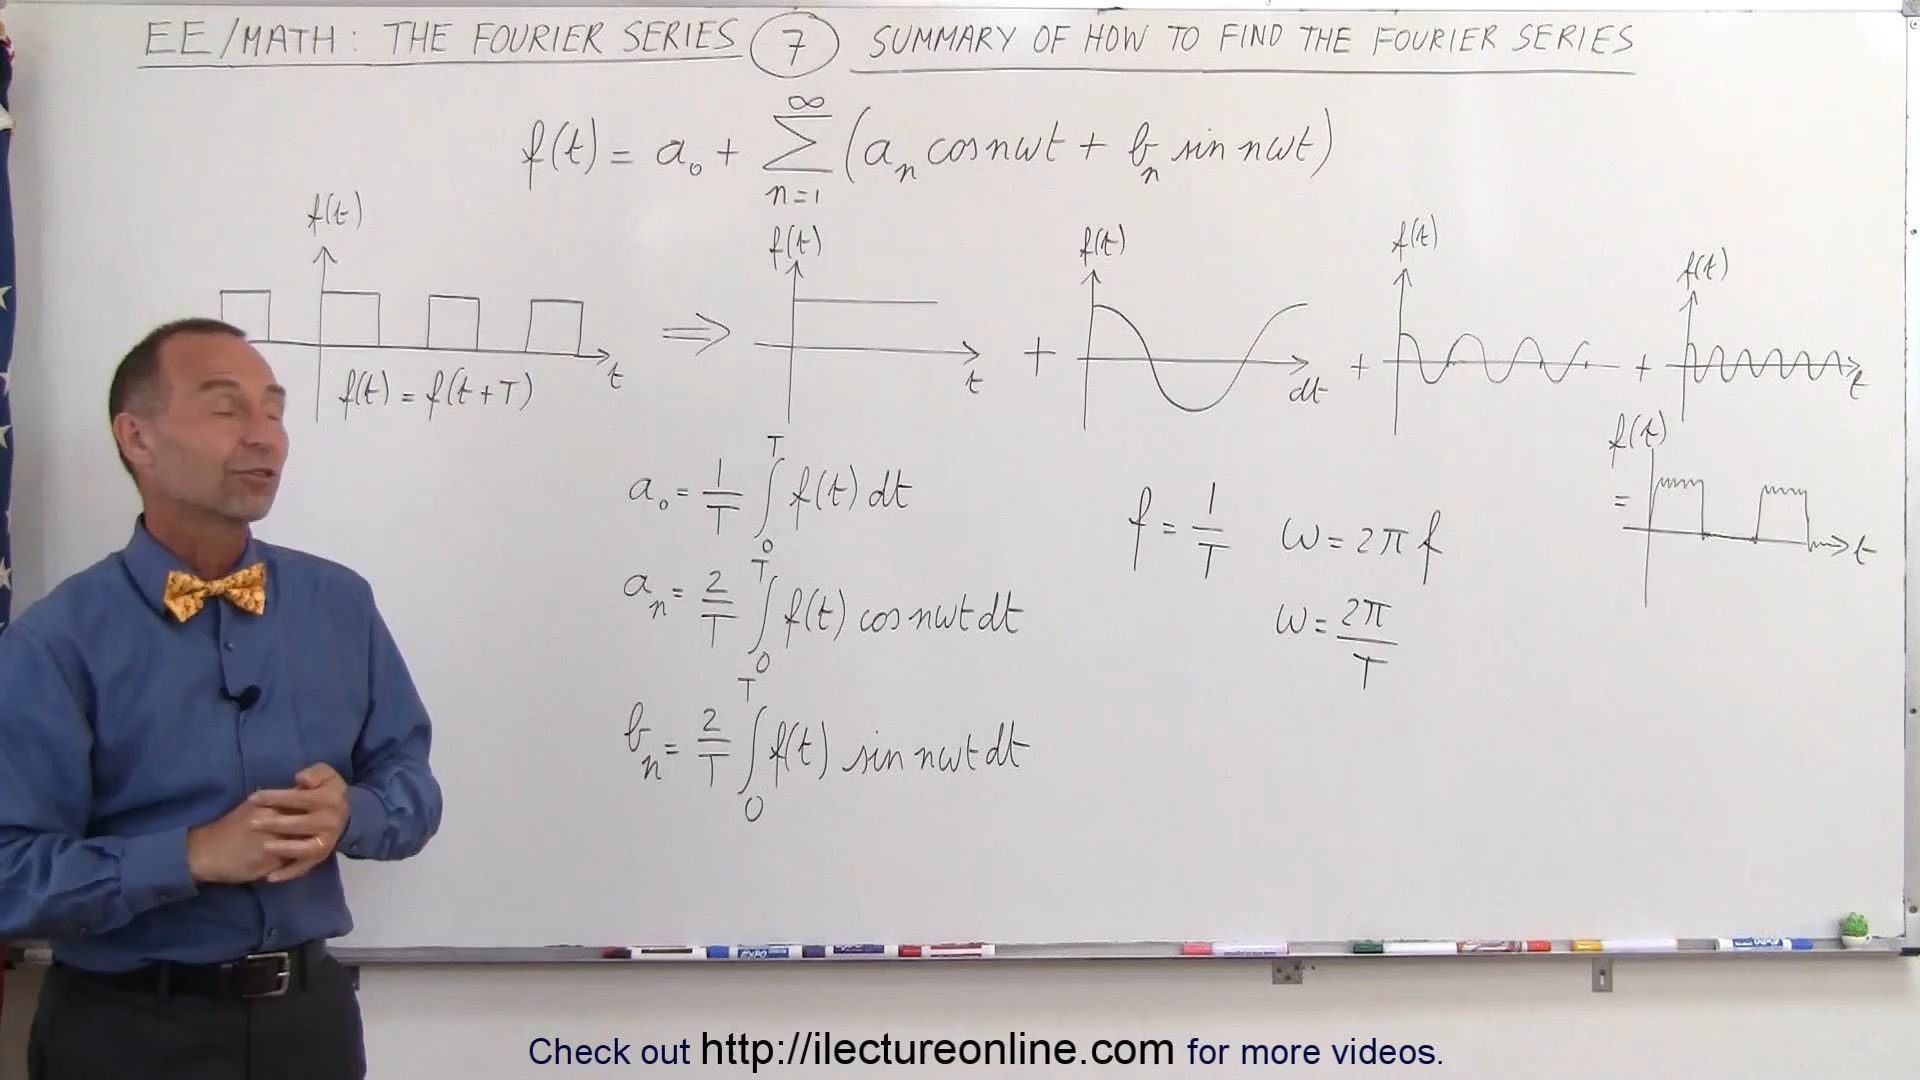 EE/MATH: THE FOURIER SERIES 7 SUMMARY OF HOW TO FIND THE FOURIER SERIES
f(t) = a₀ + ∞ Σ n=1 (aₙ cos nωt + bₙ sin nωt)
f(t) f(t) f(t) f(t) f(t)
⇒ + + +
t t dt t
f(t) = f(t+T)
f(t)
= t
a₀ = 1/T ∫₀ᵀ f(t) dt
f = 1/T ω = 2π f
aₙ = 2/T ∫₀ᵀ f(t) cos nωt dt
ω = 2π/T
bₙ = 2/T ∫₀ᵀ f(t) sin nωt dt
EXPO EXPO
Check out http://ilectureonline.com for more videos.